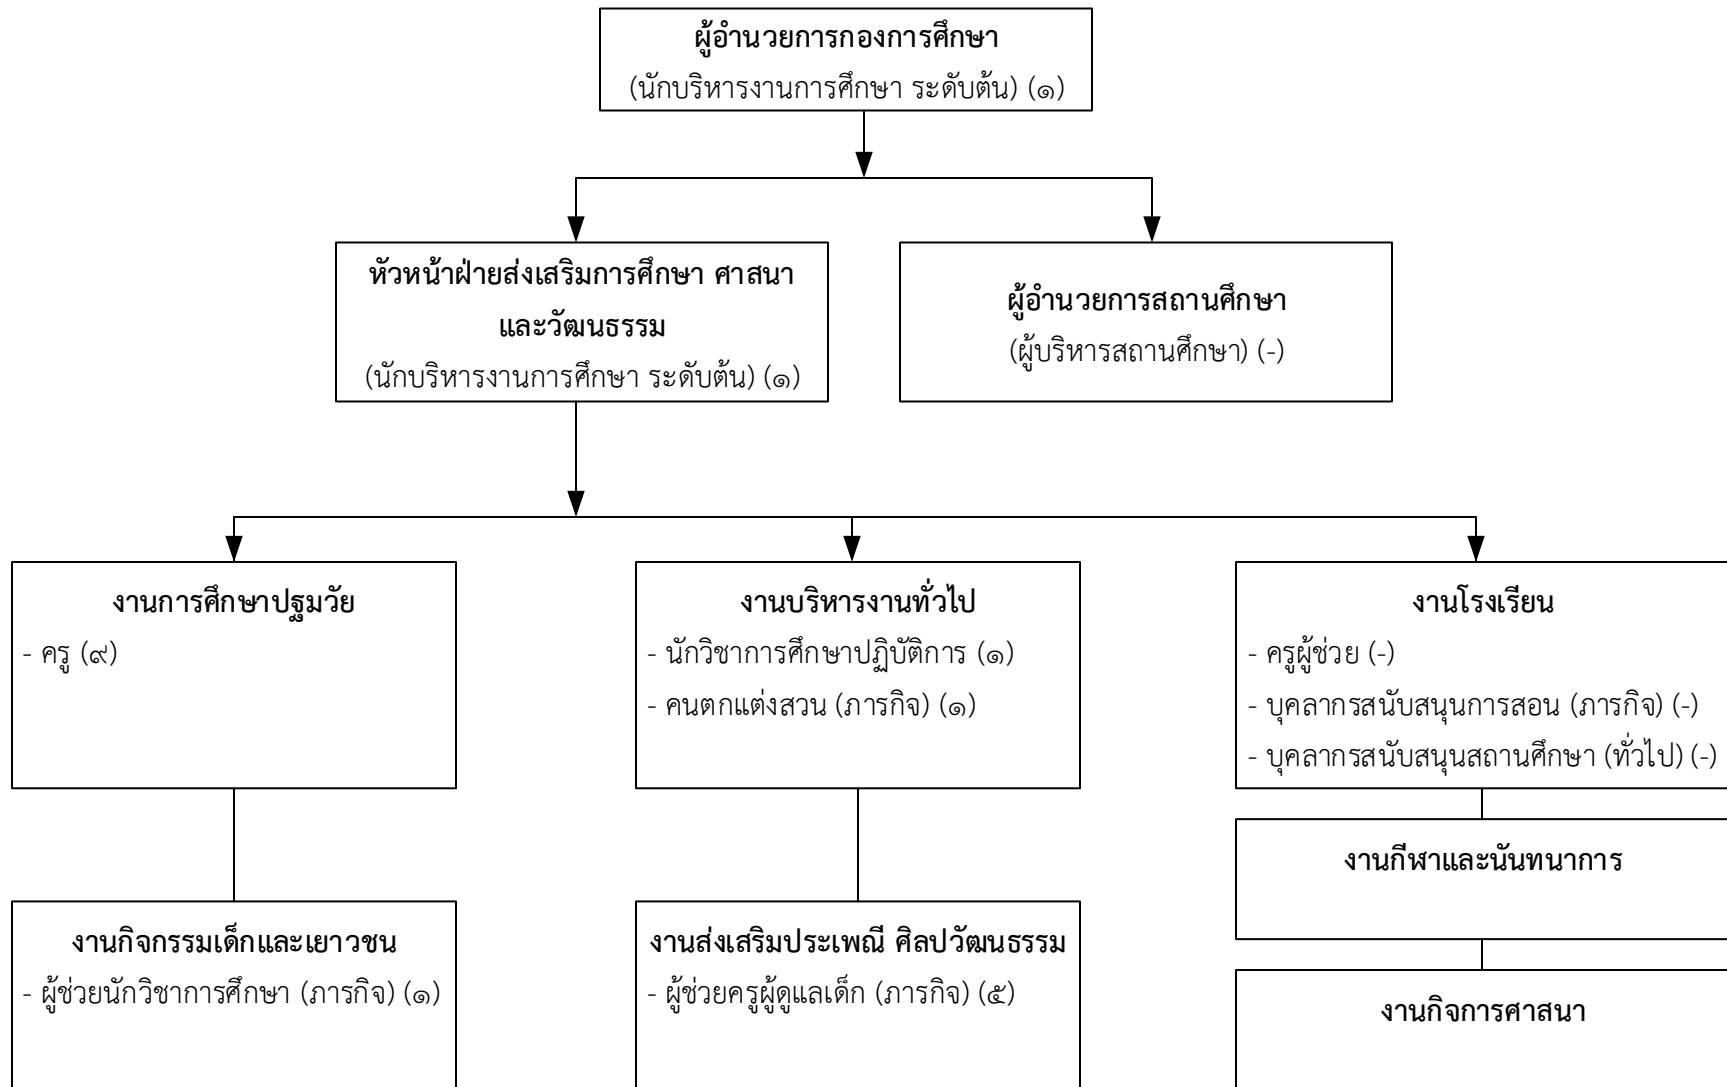 ผู้อำนวยการกองการศึกษา
(นักบริหารงานการศึกษา ระดับต้น) (๑)
หัวหน้าฝ่ายส่งเสริมการศึกษา ศาสนา
และวัฒนธรรม
(นักบริหารงานการศึกษา ระดับต้น) (๑)
ผู้อำนวยการสถานศึกษา
(ผู้บริหารสถานศึกษา) (-)
งานการศึกษาปฐมวัย
- ครู (๙)
งานบริหารงานทั่วไป
- นักวิชาการศึกษาปฏิบัติการ (๑)
- คนตกแต่งสวน (ภารกิจ) (๑)
งานโรงเรียน
- ครูผู้ช่วย (-)
- บุคลากรสนับสนุนการสอน (ภารกิจ) (-)
- บุคลากรสนับสนุนสถานศึกษา (ทั่วไป) (-)
งานกิจกรรมเด็กและเยาวชน
- ผู้ช่วยนักวิชาการศึกษา (ภารกิจ) (๑)
งานส่งเสริมประเพณี ศิลปวัฒนธรรม
- ผู้ช่วยครูผู้ดูแลเด็ก (ภารกิจ) (๕)
งานกีฬาและนันทนาการ
งานกิจการศาสนา